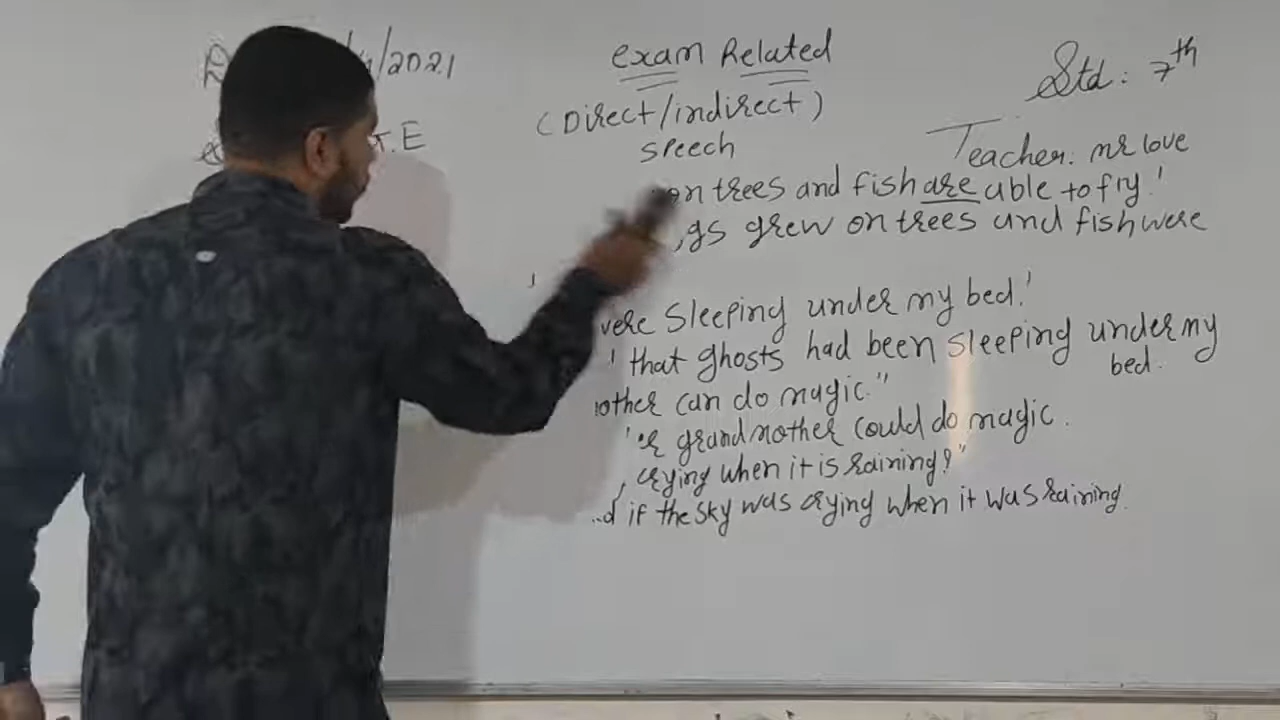 /2021
exam Related
Std: 7th
(Direct/indirect)
speech
Teacher: mr love
on trees and fish are able to fly.'
grew on trees and fish were
sleeping under my bed.'
that ghosts had been sleeping under my
bed.
can do magic."
grandmother could do magic.
crying when it is raining?"
if the sky was crying when it was raining.